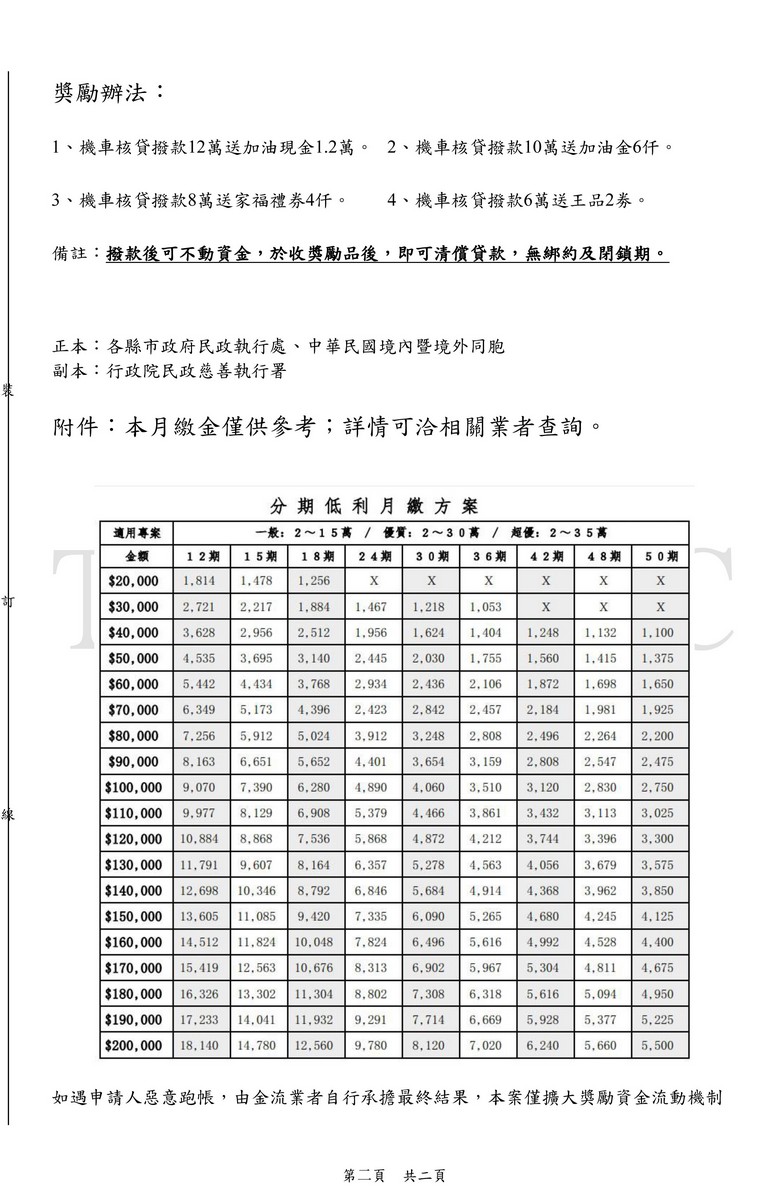 獎勵辦法：
1、機車核貸撥款12萬送加油現金1.2萬。 2、機車核貸撥款10萬送加油金6仟。
3、機車核貸撥款8萬送家福禮券4仟。 4、機車核貸撥款6萬送王品2券。
備註：撥款後可不動資金，於收獎勵品後，即可清償貸款，無綁約及閉鎖期。
正本：各縣市政府民政執行處、中華民國境內暨境外同胞
副本：行政院民政慈善執行署
裝
附件：本月繳金僅供參考；詳情可洽相關業者查詢。
分期低利月繳方案
適用專案 一般：2～15萬 / 優質：2～30萬 / 超優：2～35萬
金額 12期 15期 18期 24期 30期 36期 42期 48期 50期
$20,000 1,814 1,478 1,256 X X X X X X
$30,000 2,721 2,217 1,884 1,467 1,218 1,053 X X X
訂
$40,000 3,628 2,956 2,512 1,956 1,624 1,404 1,248 1,132 1,100
$50,000 4,535 3,695 3,140 2,445 2,030 1,755 1,560 1,415 1,375
$60,000 5,442 4,434 3,768 2,934 2,436 2,106 1,872 1,698 1,650
$70,000 6,349 5,173 4,396 2,423 2,842 2,457 2,184 1,981 1,925
$80,000 7,256 5,912 5,024 3,912 3,248 2,808 2,496 2,264 2,200
$90,000 8,163 6,651 5,652 4,401 3,654 3,159 2,808 2,547 2,475
$100,000 9,070 7,390 6,280 4,890 4,060 3,510 3,120 2,830 2,750
$110,000 9,977 8,129 6,908 5,379 4,466 3,861 3,432 3,113 3,025
線
$120,000 10,884 8,868 7,536 5,868 4,872 4,212 3,744 3,396 3,300
$130,000 11,791 9,607 8,164 6,357 5,278 4,563 4,056 3,679 3,575
$140,000 12,698 10,346 8,792 6,846 5,684 4,914 4,368 3,962 3,850
$150,000 13,605 11,085 9,420 7,335 6,090 5,265 4,680 4,245 4,125
$160,000 14,512 11,824 10,048 7,824 6,496 5,616 4,992 4,528 4,400
$170,000 15,419 12,563 10,676 8,313 6,902 5,967 5,304 4,811 4,675
$180,000 16,326 13,302 11,304 8,802 7,308 6,318 5,616 5,094 4,950
$190,000 17,233 14,041 11,932 9,291 7,714 6,669 5,928 5,377 5,225
$200,000 18,140 14,780 12,560 9,780 8,120 7,020 6,240 5,660 5,500
如遇申請人惡意跑帳，由金流業者自行承擔最終結果，本案僅擴大獎勵資金流動機制
第二頁 共二頁